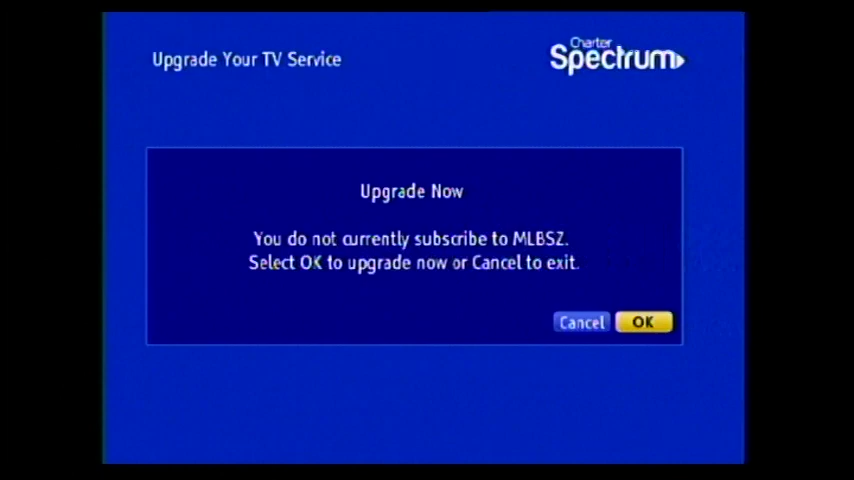 Upgrade Your TV Service
Charter
Spectrum
Upgrade Now
You do not currently subscribe to MLBSZ.
Select OK to upgrade now or Cancel to exit.
Cancel OK